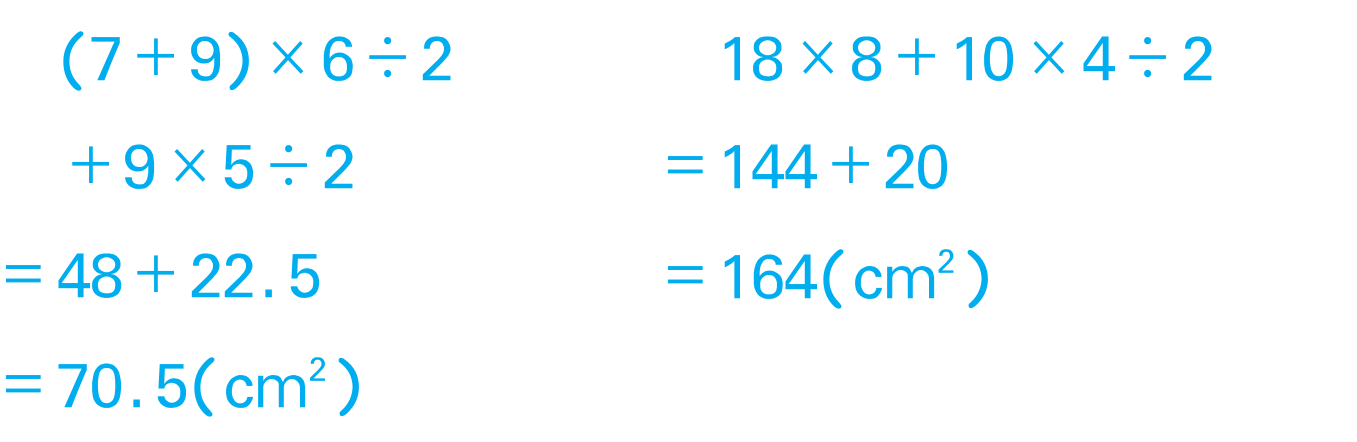 (7+9)×6÷2
+9×5÷2
=48+22.5
=70.5(cm²)
18×8+10×4÷2
=144+20
=164(cm²)